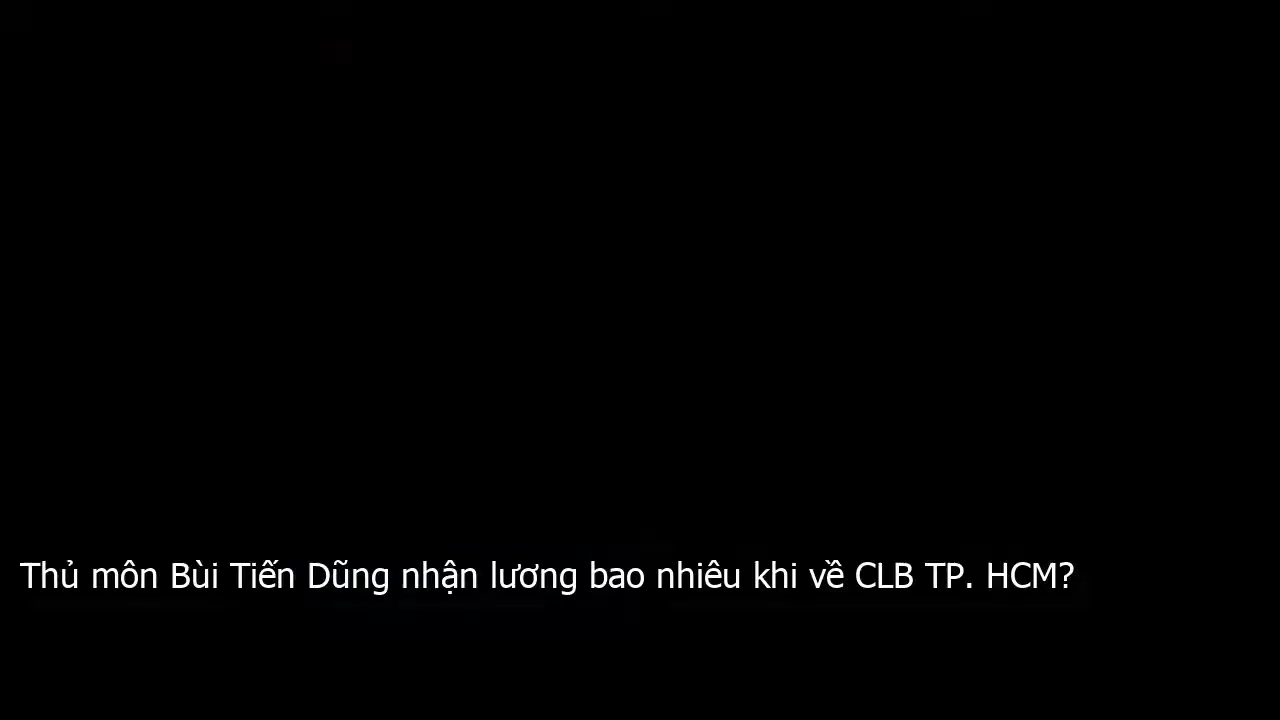 Thủ môn Bùi Tiến Dũng nhận lương bao nhiêu khi về CLB TP. HCM?